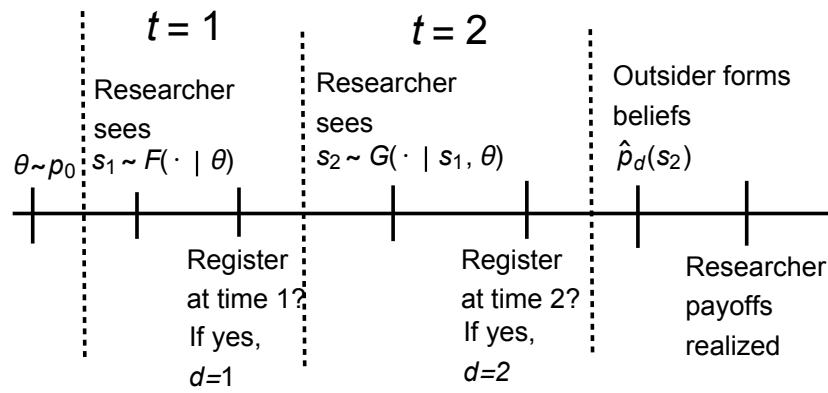 t = 1
t = 2
Researcher
sees
s₁ ~ F( · | θ)
Researcher
sees
s₂ ~ G( · | s₁, θ)
Outsider forms
beliefs
p̂_d(s₂)
θ~p₀
Register
at time 1?
If yes,
d=1
Register
at time 2?
If yes,
d=2
Researcher
payoffs
realized